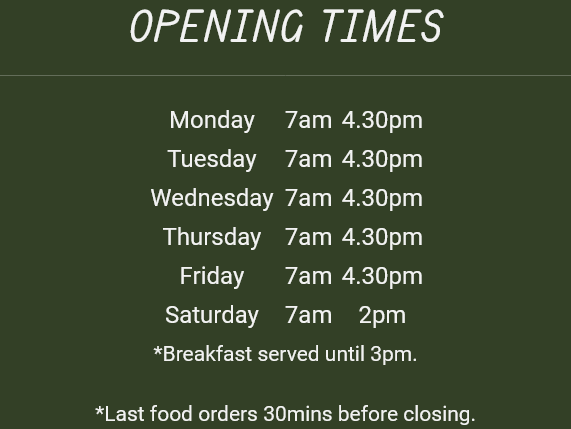 OPENING TIMES
Monday 7am 4.30pm
Tuesday 7am 4.30pm
Wednesday 7am 4.30pm
Thursday 7am 4.30pm
Friday 7am 4.30pm
Saturday 7am 2pm
*Breakfast served until 3pm.
*Last food orders 30mins before closing.